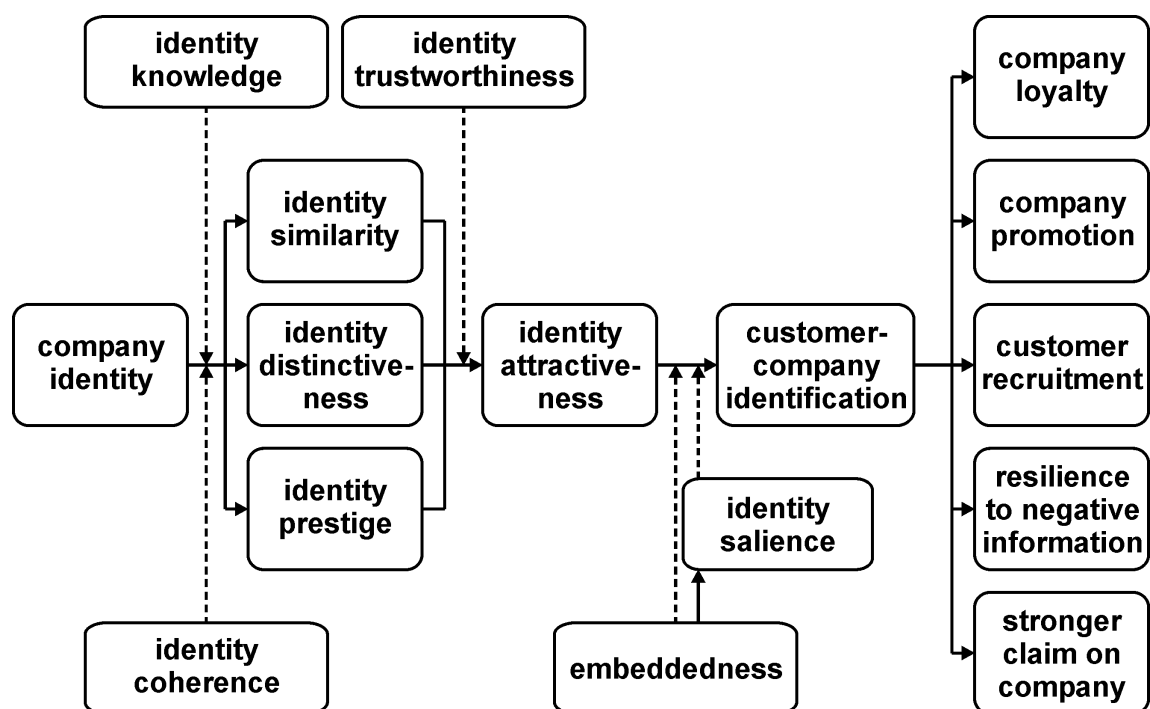 identity
knowledge
identity
trustworthiness
company
loyalty
identity
similarity
company
promotion
company
identity
identity
distinctive-
ness
identity
attractive-
ness
customer-
company
identification
customer
recruitment
identity
prestige
identity
salience
resilience
to negative
information
identity
coherence
embeddedness
stronger
claim on
company